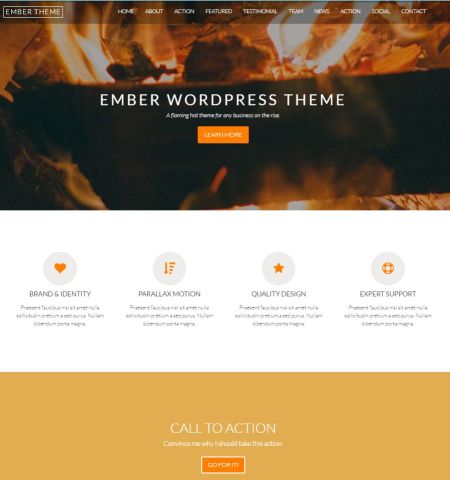 EMBER THEME
HOME ABOUT ACTION FEATURED TESTIMONIAL TEAM NEWS ACTION SOCIAL CONTACT
EMBER WORDPRESS THEME
A flaming hot theme for any business on the rise.
LEARN MORE
BRAND & IDENTITY
Praesent faucibus nisl sit amet nulla
sollicitudin pretium a sed purus. Nullam
bibendum porta magna.
PARALLAX MOTION
Praesent faucibus nisl sit amet nulla
sollicitudin pretium a sed purus. Nullam
bibendum porta magna.
QUALITY DESIGN
Praesent faucibus nisl sit amet nulla
sollicitudin pretium a sed purus. Nullam
bibendum porta magna.
EXPERT SUPPORT
Praesent faucibus nisl sit amet nulla
sollicitudin pretium a sed purus. Nullam
bibendum porta magna.
CALL TO ACTION
Convince me why I should take this action.
GO FOR IT!